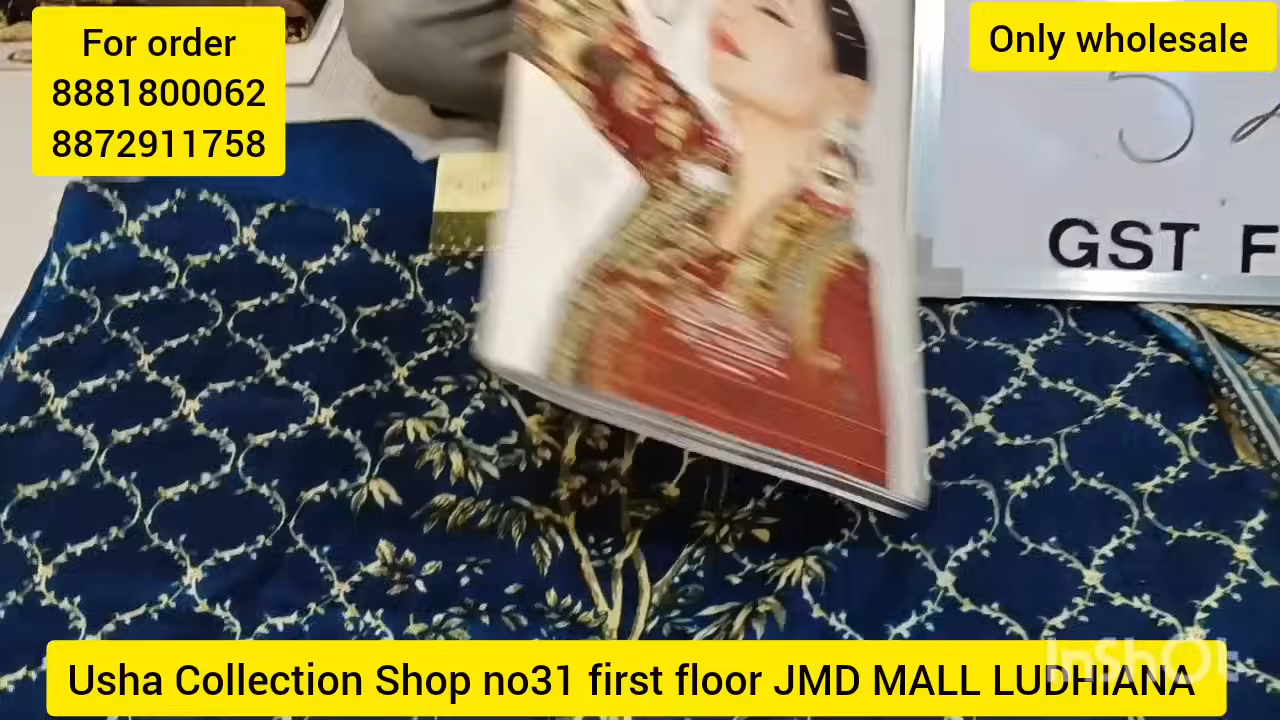 For order
8881800062
8872911758
Only wholesale
GST F
Usha Collection Shop no31 first floor JMD MALL LUDHIANA
InShOt